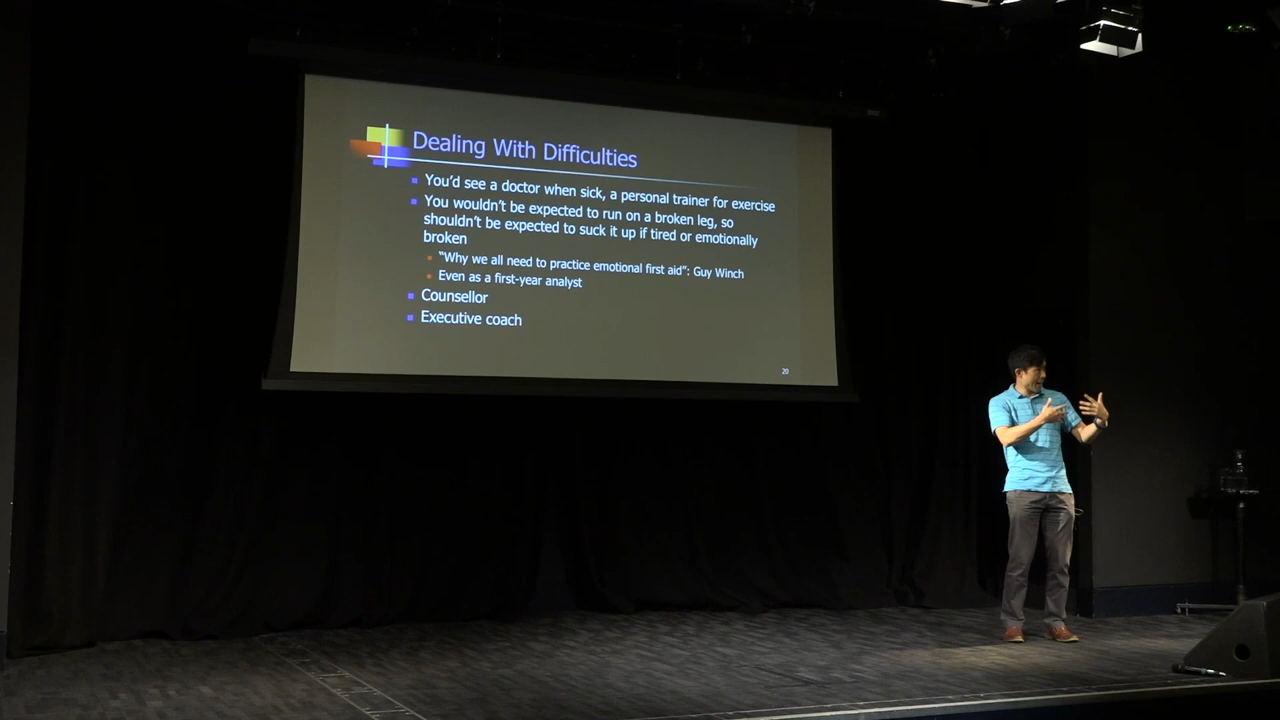 Dealing With Difficulties
You'd see a doctor when sick, a personal trainer for exercise
You wouldn't be expected to run on a broken leg, so
shouldn't be expected to suck it up if tired or emotionally
broken
"Why we all need to practice emotional first aid": Guy Winch
Even as a first-year analyst
Counsellor
Executive coach
20